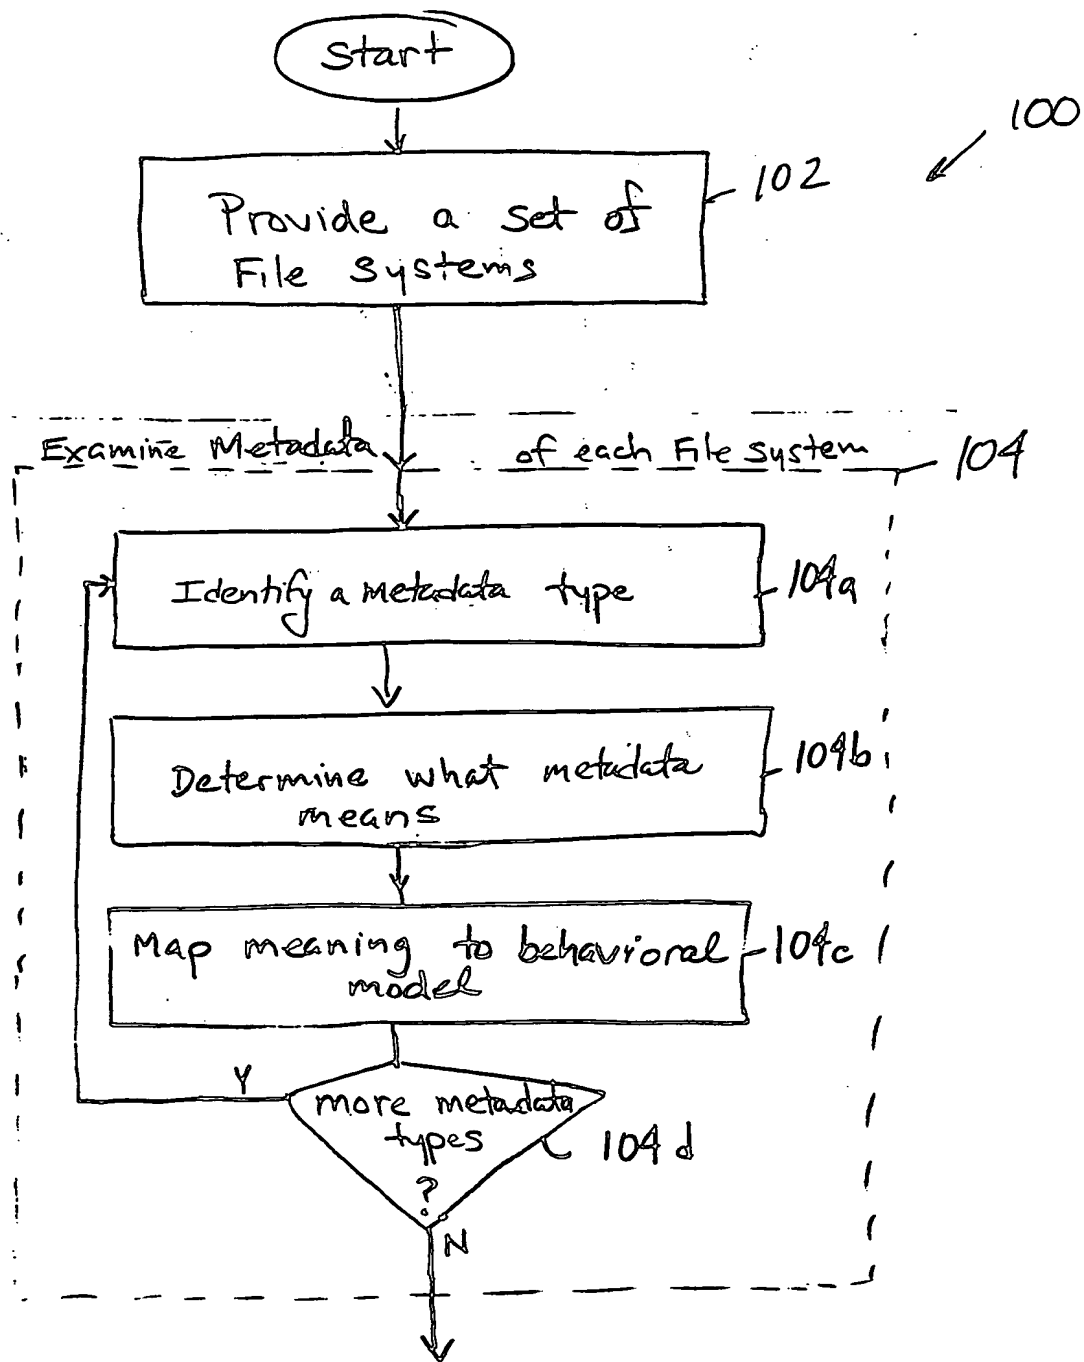 Start
100
102
Provide a set of
File Systems
Examine Metadata of each File system
104
Identify a metadata type
104a
Determine what metadata
means
104b
Map meaning to behavioral
model
104c
Y
more metadata
types
?
104d
N